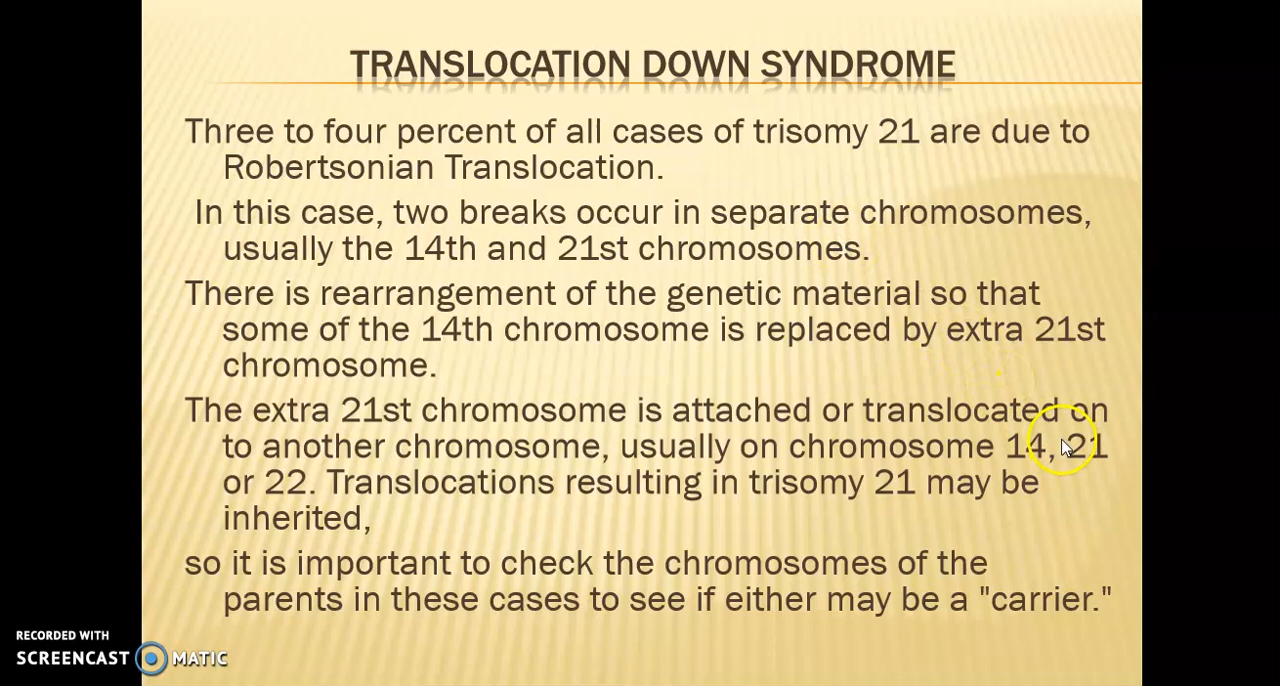 TRANSLOCATION DOWN SYNDROME
Three to four percent of all cases of trisomy 21 are due to
Robertsonian Translocation.
In this case, two breaks occur in separate chromosomes,
usually the 14th and 21st chromosomes.
There is rearrangement of the genetic material so that
some of the 14th chromosome is replaced by extra 21st
chromosome.
The extra 21st chromosome is attached or translocated on
to another chromosome, usually on chromosome 14, 21
or 22. Translocations resulting in trisomy 21 may be
inherited,
so it is important to check the chromosomes of the
parents in these cases to see if either may be a "carrier."
RECORDED WITH
SCREENCAST MATIC